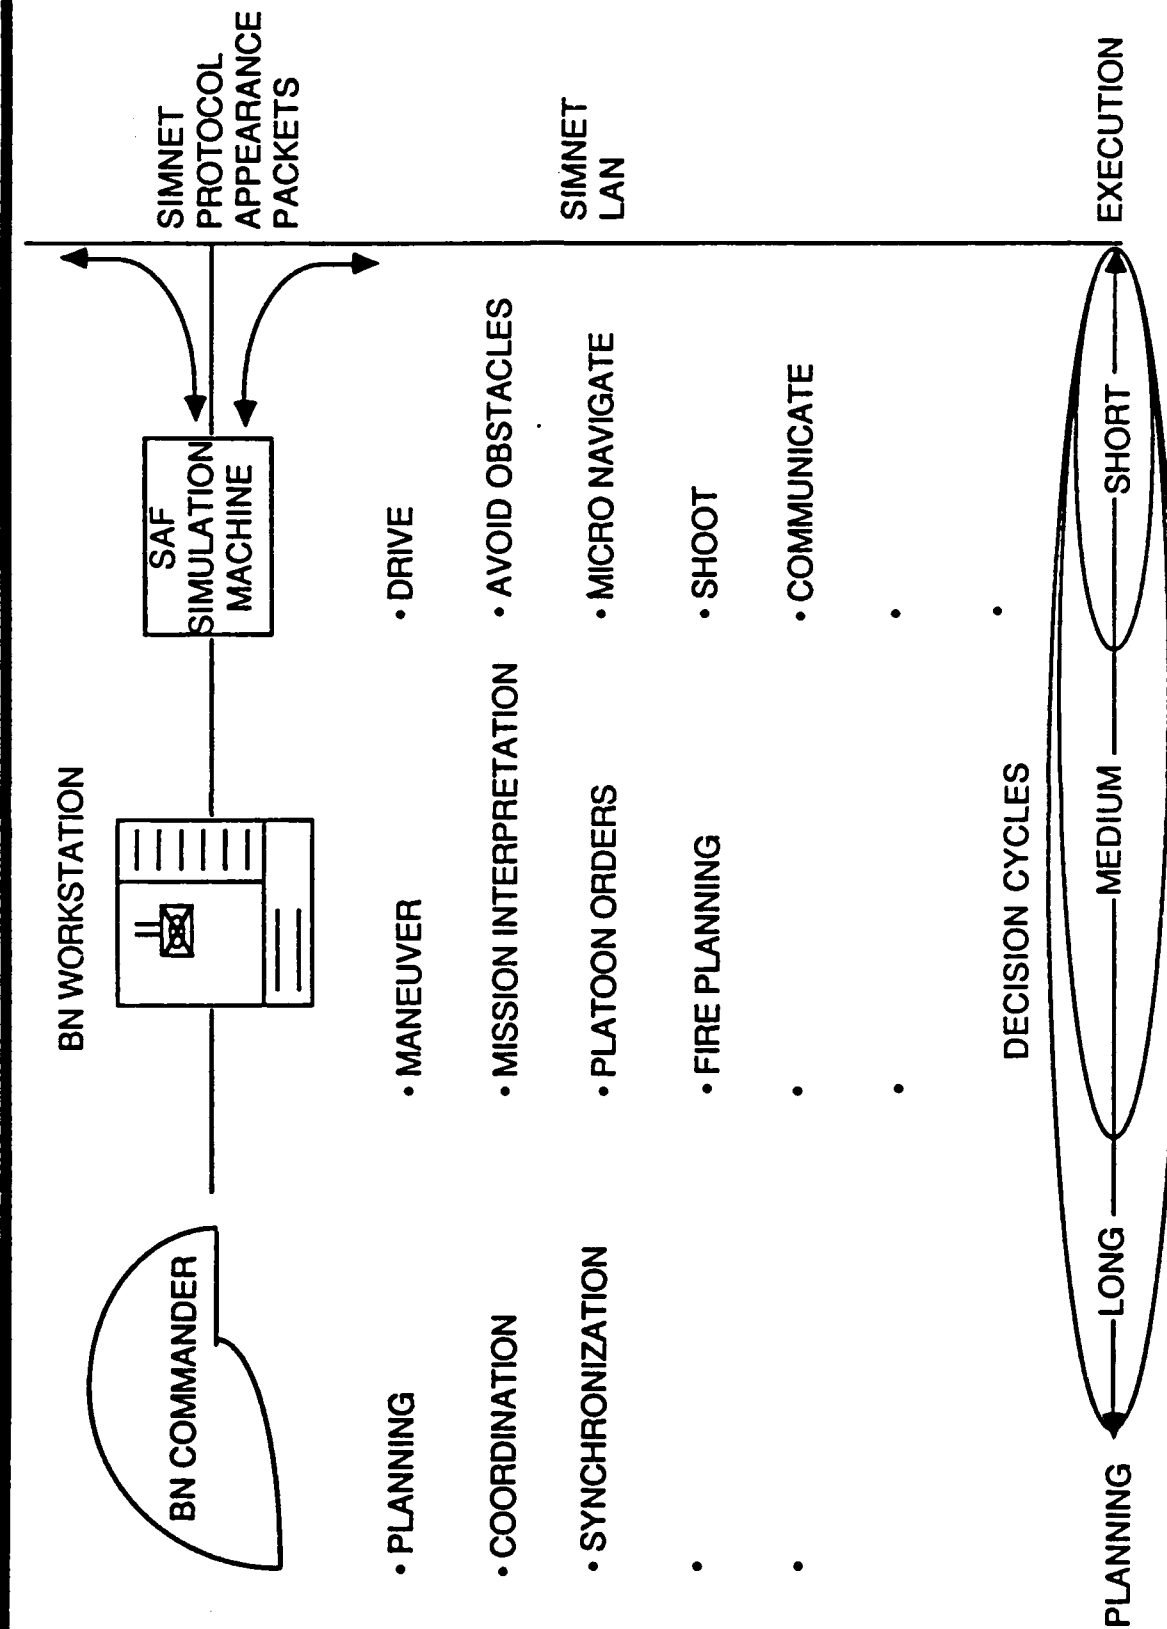 BN COMMANDER
• PLANNING
• COORDINATION
• SYNCHRONIZATION
•
•
BN WORKSTATION
• MANEUVER
• MISSION INTERPRETATION
• PLATOON ORDERS
• FIRE PLANNING
•
•
SAF
SIMULATION
MACHINE
• DRIVE
• AVOID OBSTACLES
• MICRO NAVIGATE
• SHOOT
• COMMUNICATE
•
•
SIMNET
PROTOCOL
APPEARANCE
PACKETS
SIMNET
LAN
DECISION CYCLES
PLANNING
LONG
MEDIUM
SHORT
EXECUTION